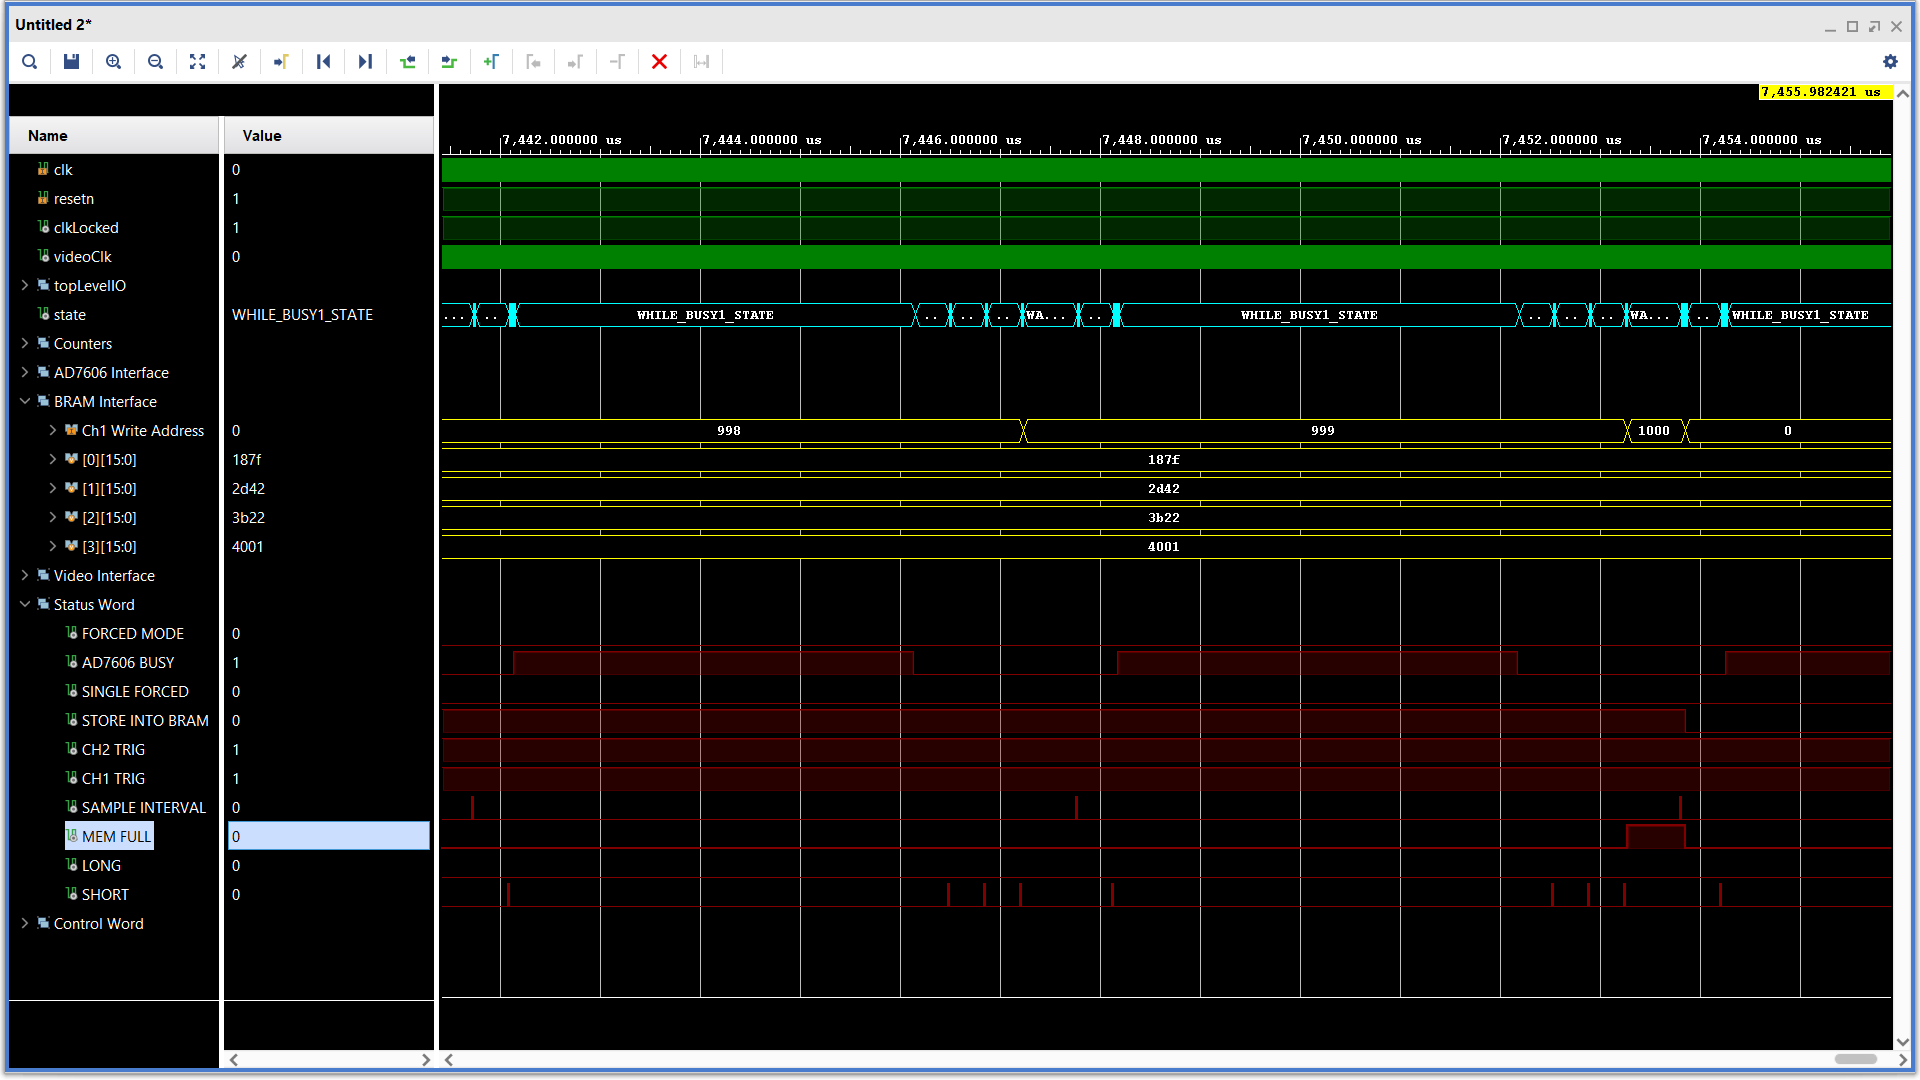 Untitled 2*
7,455.982421 us
Name Value
7,442.000000 us 7,444.000000 us 7,446.000000 us 7,448.000000 us 7,450.000000 us 7,452.000000 us 7,454.000000 us
clk 0
resetn 1
clkLocked 1
videoClk 0
topLevelIO
state WHILE_BUSY1_STATE ... .. WHILE_BUSY1_STATE .. .. .. WA... .. WHILE_BUSY1_STATE .. .. .. WA... .. WHILE_BUSY1_STATE
Counters
AD7606 Interface
BRAM Interface
Ch1 Write Address 0 998 999 1000 0
[0][15:0] 187f 187f
[1][15:0] 2d42 2d42
[2][15:0] 3b22 3b22
[3][15:0] 4001 4001
Video Interface
Status Word
FORCED MODE 0
AD7606 BUSY 1
SINGLE FORCED 0
STORE INTO BRAM 0
CH2 TRIG 1
CH1 TRIG 1
SAMPLE INTERVAL 0
MEM FULL 0
LONG 0
SHORT 0
Control Word